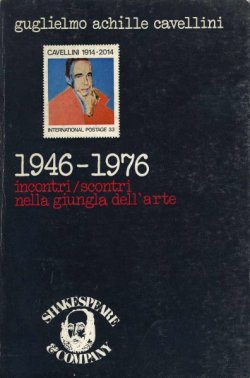 guglielmo achille cavellini
CAVELLINI 1914-2014
INTERNATIONAL POSTAGE 33
1946-1976
incontri/scontri
nella giungla dell'arte
SHAKESPEARE
& COMPANY